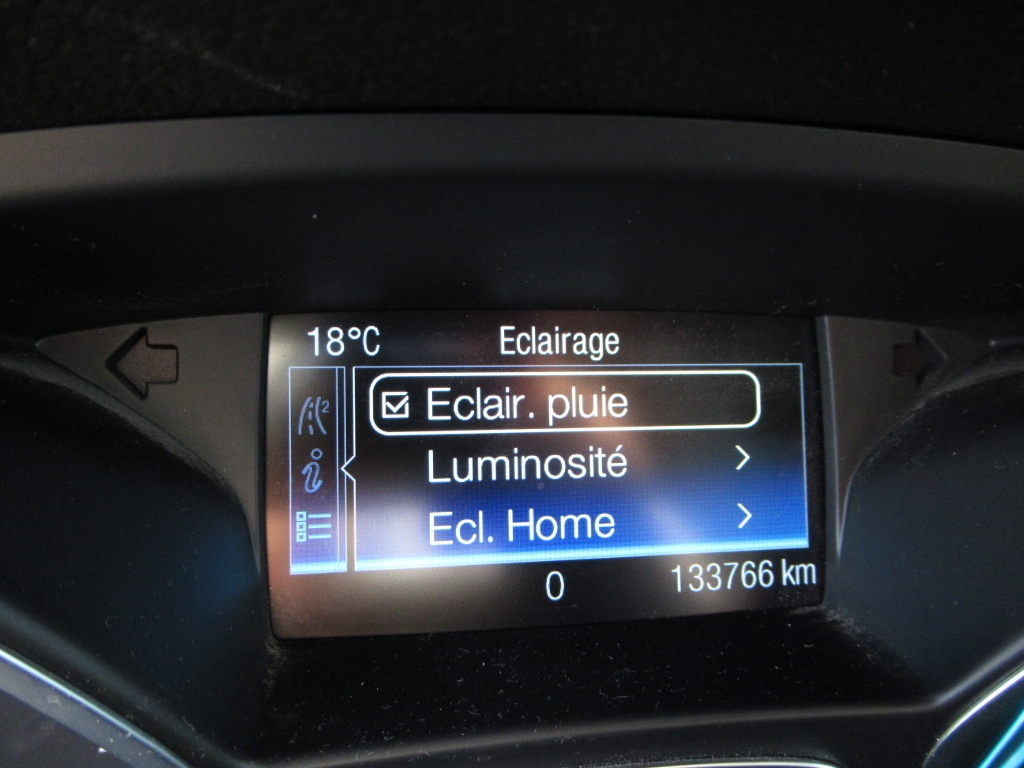 18°C Eclairage
Eclair. pluie
Luminosité
Ecl. Home
0 133766 km